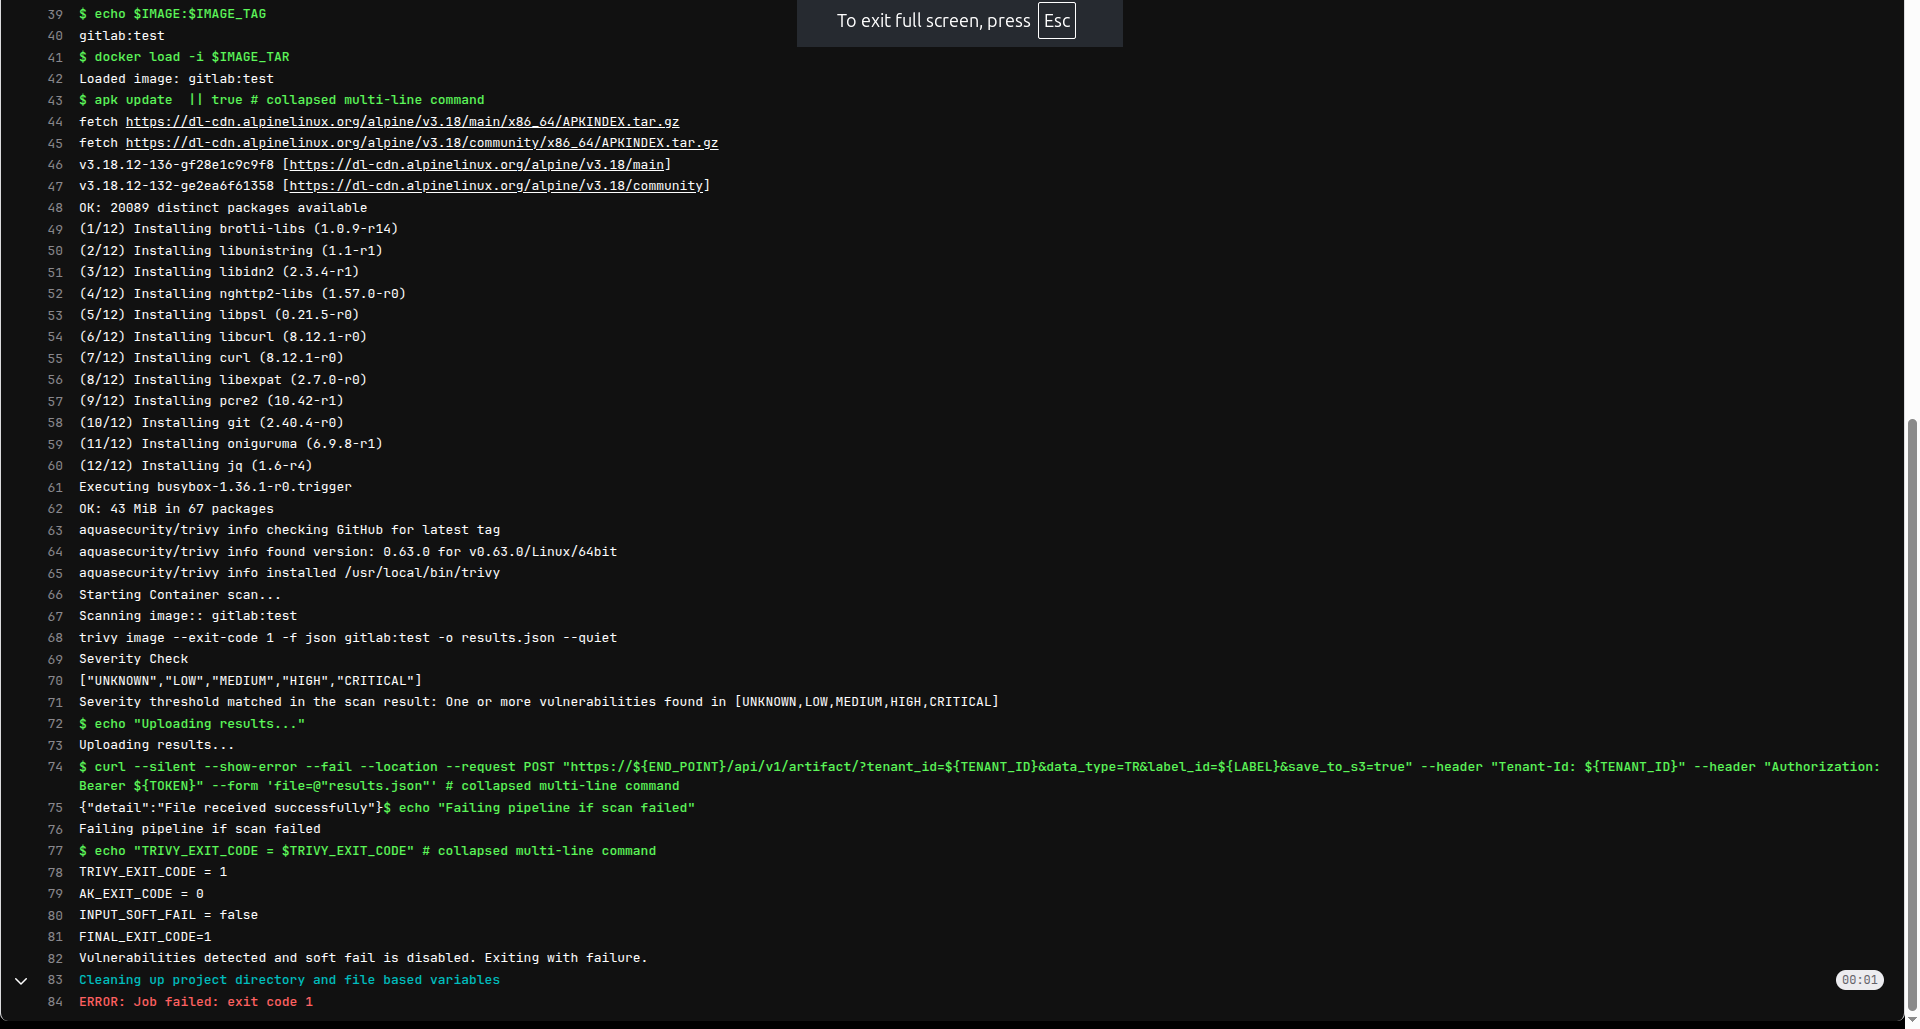 To exit full screen, press Esc
39 $ echo $IMAGE:$IMAGE_TAG
40 gitlab:test
41 $ docker load -i $IMAGE_TAR
42 Loaded image: gitlab:test
43 $ apk update  || true # collapsed multi-line command
44 fetch https://dl-cdn.alpinelinux.org/alpine/v3.18/main/x86_64/APKINDEX.tar.gz
45 fetch https://dl-cdn.alpinelinux.org/alpine/v3.18/community/x86_64/APKINDEX.tar.gz
46 v3.18.12-136-gf28e1c9c9f8 [https://dl-cdn.alpinelinux.org/alpine/v3.18/main]
47 v3.18.12-132-ge2ea6f61358 [https://dl-cdn.alpinelinux.org/alpine/v3.18/community]
48 OK: 20089 distinct packages available
49 (1/12) Installing brotli-libs (1.0.9-r14)
50 (2/12) Installing libunistring (1.1-r1)
51 (3/12) Installing libidn2 (2.3.4-r1)
52 (4/12) Installing nghttp2-libs (1.57.0-r0)
53 (5/12) Installing libpsl (0.21.5-r0)
54 (6/12) Installing libcurl (8.12.1-r0)
55 (7/12) Installing curl (8.12.1-r0)
56 (8/12) Installing libexpat (2.7.0-r0)
57 (9/12) Installing pcre2 (10.42-r1)
58 (10/12) Installing git (2.40.4-r0)
59 (11/12) Installing oniguruma (6.9.8-r1)
60 (12/12) Installing jq (1.6-r4)
61 Executing busybox-1.36.1-r0.trigger
62 OK: 43 MiB in 67 packages
63 aquasecurity/trivy info checking GitHub for latest tag
64 aquasecurity/trivy info found version: 0.63.0 for v0.63.0/Linux/64bit
65 aquasecurity/trivy info installed /usr/local/bin/trivy
66 Starting Container scan...
67 Scanning image:: gitlab:test
68 trivy image --exit-code 1 -f json gitlab:test -o results.json --quiet
69 Severity Check
70 ["UNKNOWN","LOW","MEDIUM","HIGH","CRITICAL"]
71 Severity threshold matched in the scan result: One or more vulnerabilities found in [UNKNOWN,LOW,MEDIUM,HIGH,CRITICAL]
72 $ echo "Uploading results..."
73 Uploading results...
74 $ curl --silent --show-error --fail --location --request POST "https://${END_POINT}/api/v1/artifact/?tenant_id=${TENANT_ID}&data_type=TR&label_id=${LABEL}&save_to_s3=true" --header "Tenant-Id: ${TENANT_ID}" --header "Authorization:
Bearer ${TOKEN}" --form 'file=@"results.json"' # collapsed multi-line command
75 {"detail":"File received successfully"}$ echo "Failing pipeline if scan failed"
76 Failing pipeline if scan failed
77 $ echo "TRIVY_EXIT_CODE = $TRIVY_EXIT_CODE" # collapsed multi-line command
78 TRIVY_EXIT_CODE = 1
79 AK_EXIT_CODE = 0
80 INPUT_SOFT_FAIL = false
81 FINAL_EXIT_CODE=1
82 Vulnerabilities detected and soft fail is disabled. Exiting with failure.
83 Cleaning up project directory and file based variables 00:01
84 ERROR: Job failed: exit code 1